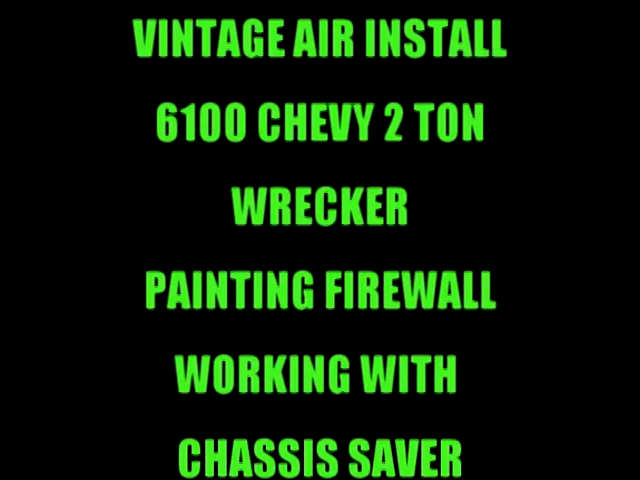 VINTAGE AIR INSTALL
6100 CHEVY 2 TON
WRECKER
PAINTING FIREWALL
WORKING WITH
CHASSIS SAVER